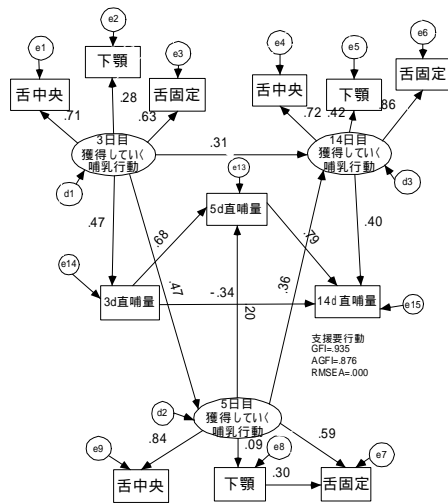 e1
e2
e3
舌中央
下顎
舌固定
.71
.28
.63
3日目
獲得していく
哺乳行動
d1
e4
e5
e6
舌中央
下顎
舌固定
.72
.42
.86
14日目
獲得していく
哺乳行動
d3
.31
.47
.47
e13
5d直哺量
.68
.79
.36
.40
e14
3d直哺量
-.34
14d直哺量
e15
.20
支援要行動
GFI=.935
AGFI=.876
RMSEA=.000
d2
5日目
獲得していく
哺乳行動
.84
.09
.59
e9
e8
e7
舌中央
下顎
.30
舌固定